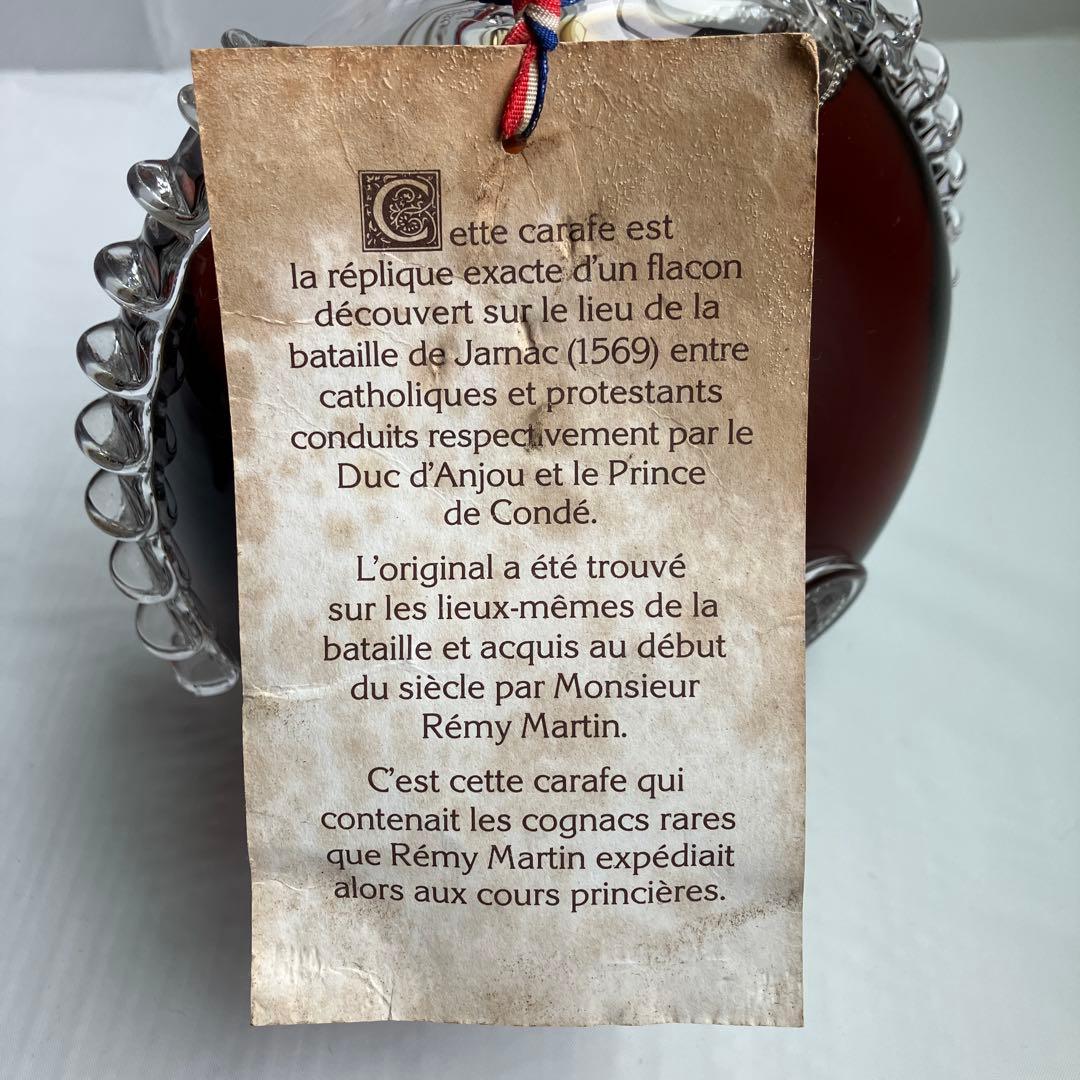 Cette carafe est
la réplique exacte d'un flacon
découvert sur le lieu de la
bataille de Jarnac (1569) entre
catholiques et protestants
conduits respectivement par le
Duc d'Anjou et le Prince
de Condé.
L'original a été trouvé
sur les lieux-mêmes de la
bataille et acquis au début
du siècle par Monsieur
Rémy Martin.
C'est cette carafe qui
contenait les cognacs rares
que Rémy Martin expédiait
alors aux cours princières.